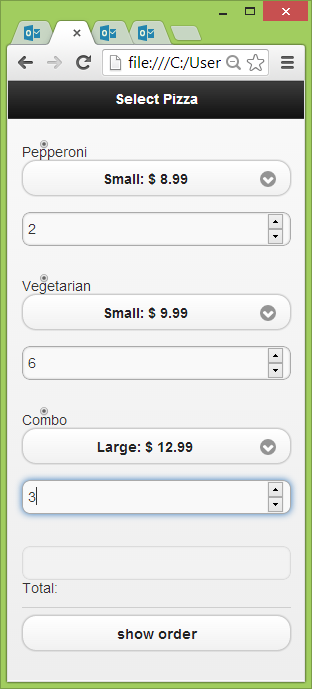 file:///C:/User
Select Pizza
Pepperoni
Small: $ 8.99
2
Vegetarian
Small: $ 9.99
6
Combo
Large: $ 12.99
3
Total:
show order